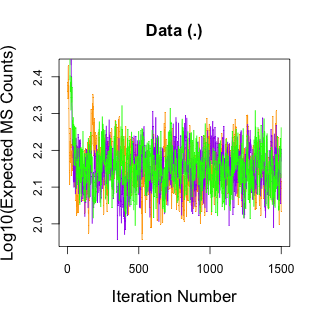 Data (.)
Log10(Expected MS Counts)
2.4
2.3
2.2
2.1
2.0
0 500 1000 1500
Iteration Number